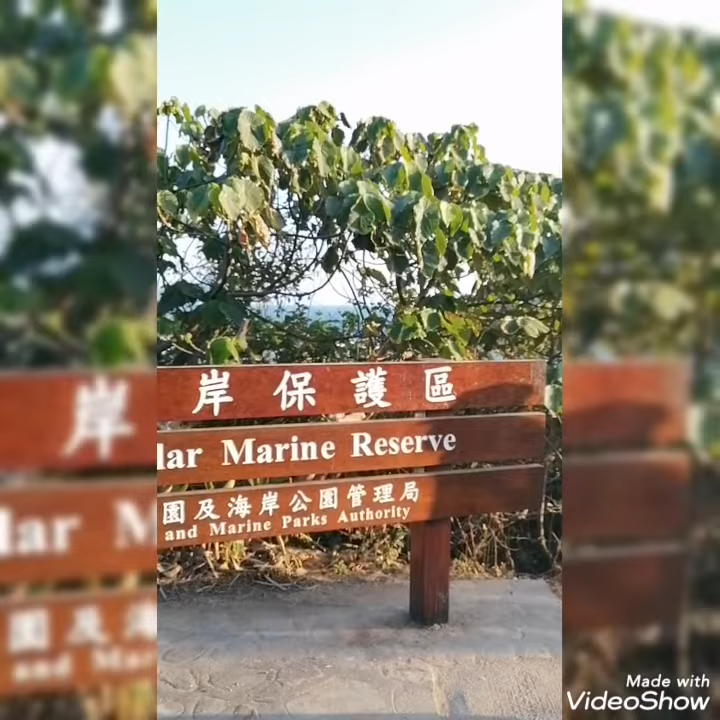 岸保護區
lar Marine Reserve
園及海岸公園管理局
and Marine Parks Authority
Made with
VideoShow